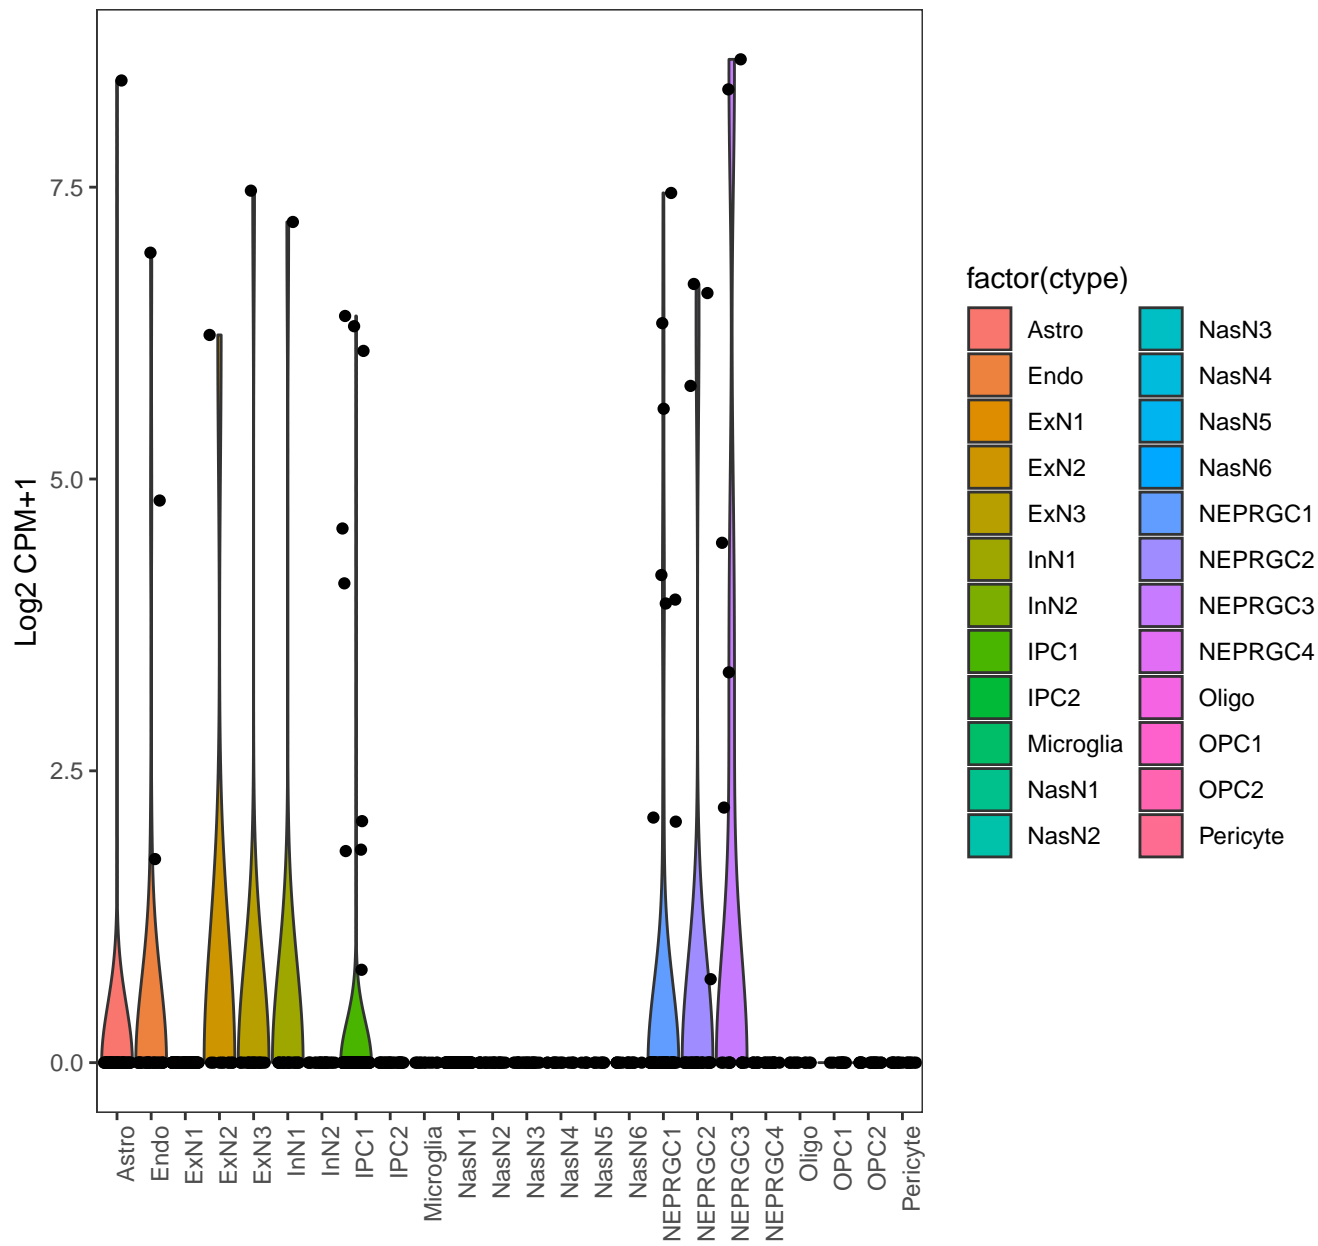 Log2 CPM+1
7.5
5.0
2.5
0.0
Astro
Endo
ExN1
ExN2
ExN3
InN1
InN2
IPC1
IPC2
Microglia
NasN1
NasN2
NasN3
NasN4
NasN5
NasN6
NEPRGC1
NEPRGC2
NEPRGC3
NEPRGC4
Oligo
OPC1
OPC2
Pericyte
factor(ctype)
Astro
Endo
ExN1
ExN2
ExN3
InN1
InN2
IPC1
IPC2
Microglia
NasN1
NasN2
NasN3
NasN4
NasN5
NasN6
NEPRGC1
NEPRGC2
NEPRGC3
NEPRGC4
Oligo
OPC1
OPC2
Pericyte